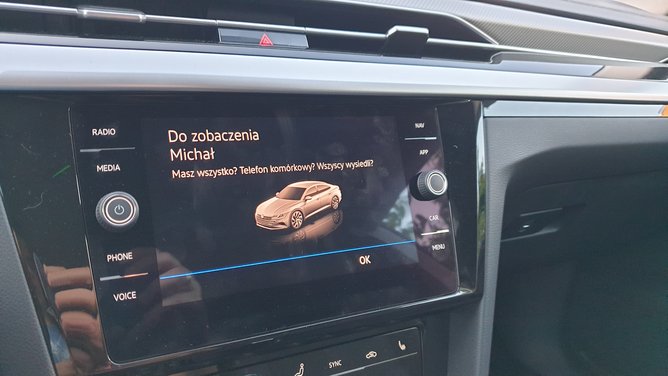 RADIO
MEDIA
PHONE
VOICE
Do zobaczenia
Michał
Masz wszystko? Telefon komórkowy? Wszyscy wysiedli?
OK
NAV
APP
CAR
MENU
SYNC